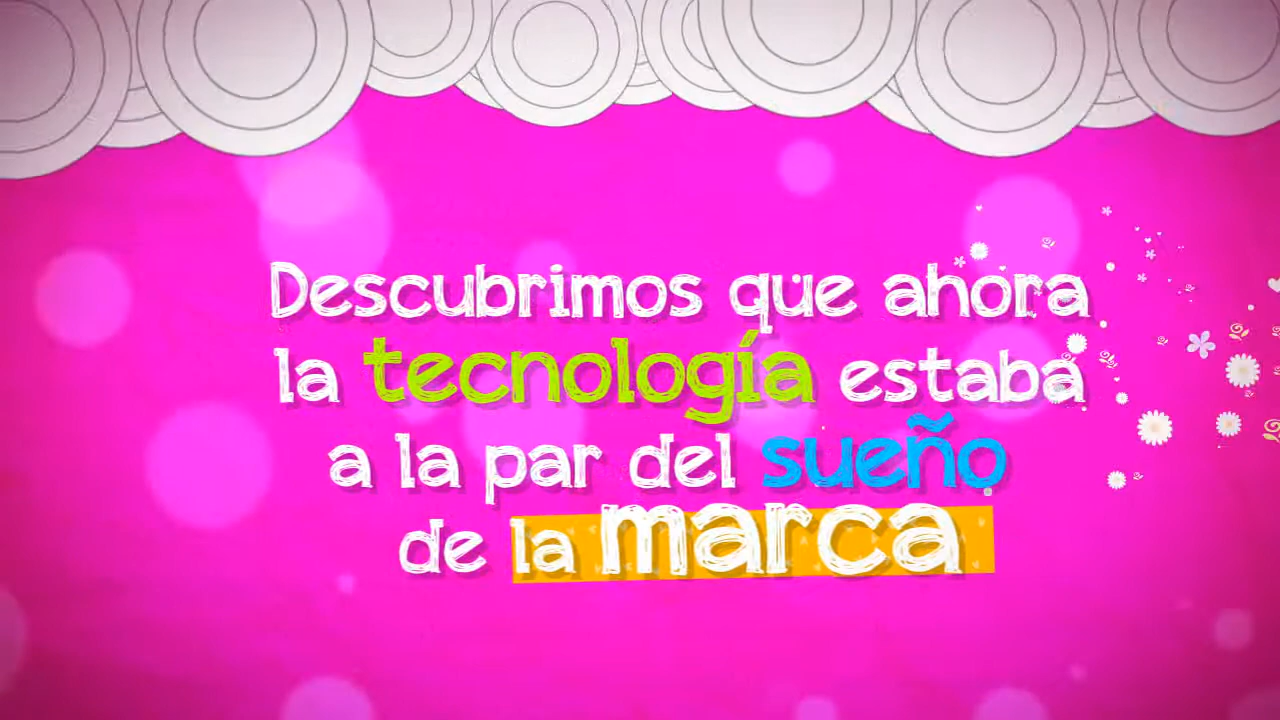 Descubrimos que ahora
la tecnología estaba
a la par del sueño
de la marca